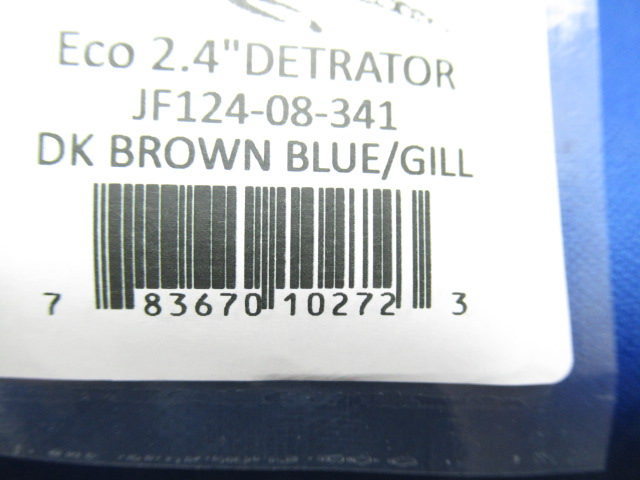 Eco 2.4"DETRATOR
JF124-08-341
DK BROWN BLUE/GILL
7 83670 10272 3